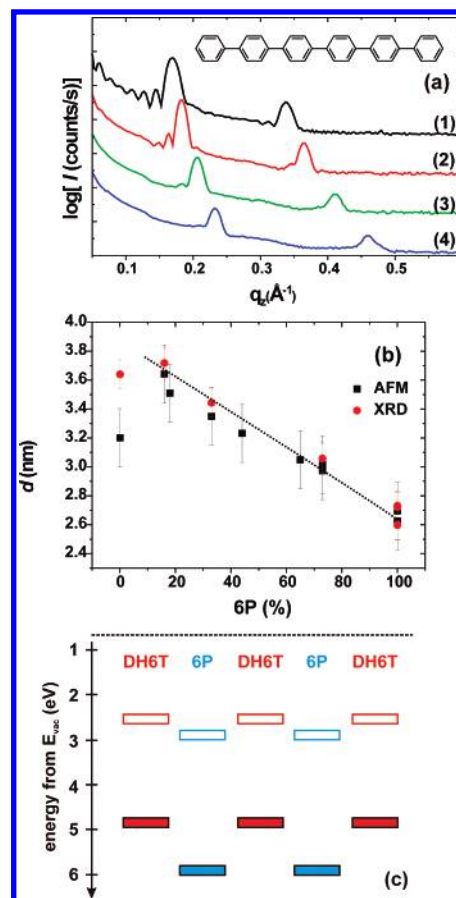 (a)
(1)
(2)
(3)
(4)
log[ I (counts/s)]
0.1 0.2 0.3 0.4 0.5
qz(Å-1)
4.0
(b)
3.8
AFM
XRD
3.6
3.4
3.2
3.0
2.8
2.6
d (nm)
0 20 40 60 80 100
6P (%)
1
DH6T 6P DH6T 6P DH6T
2
3
4
5
6
energy from Evac (eV)
(c)